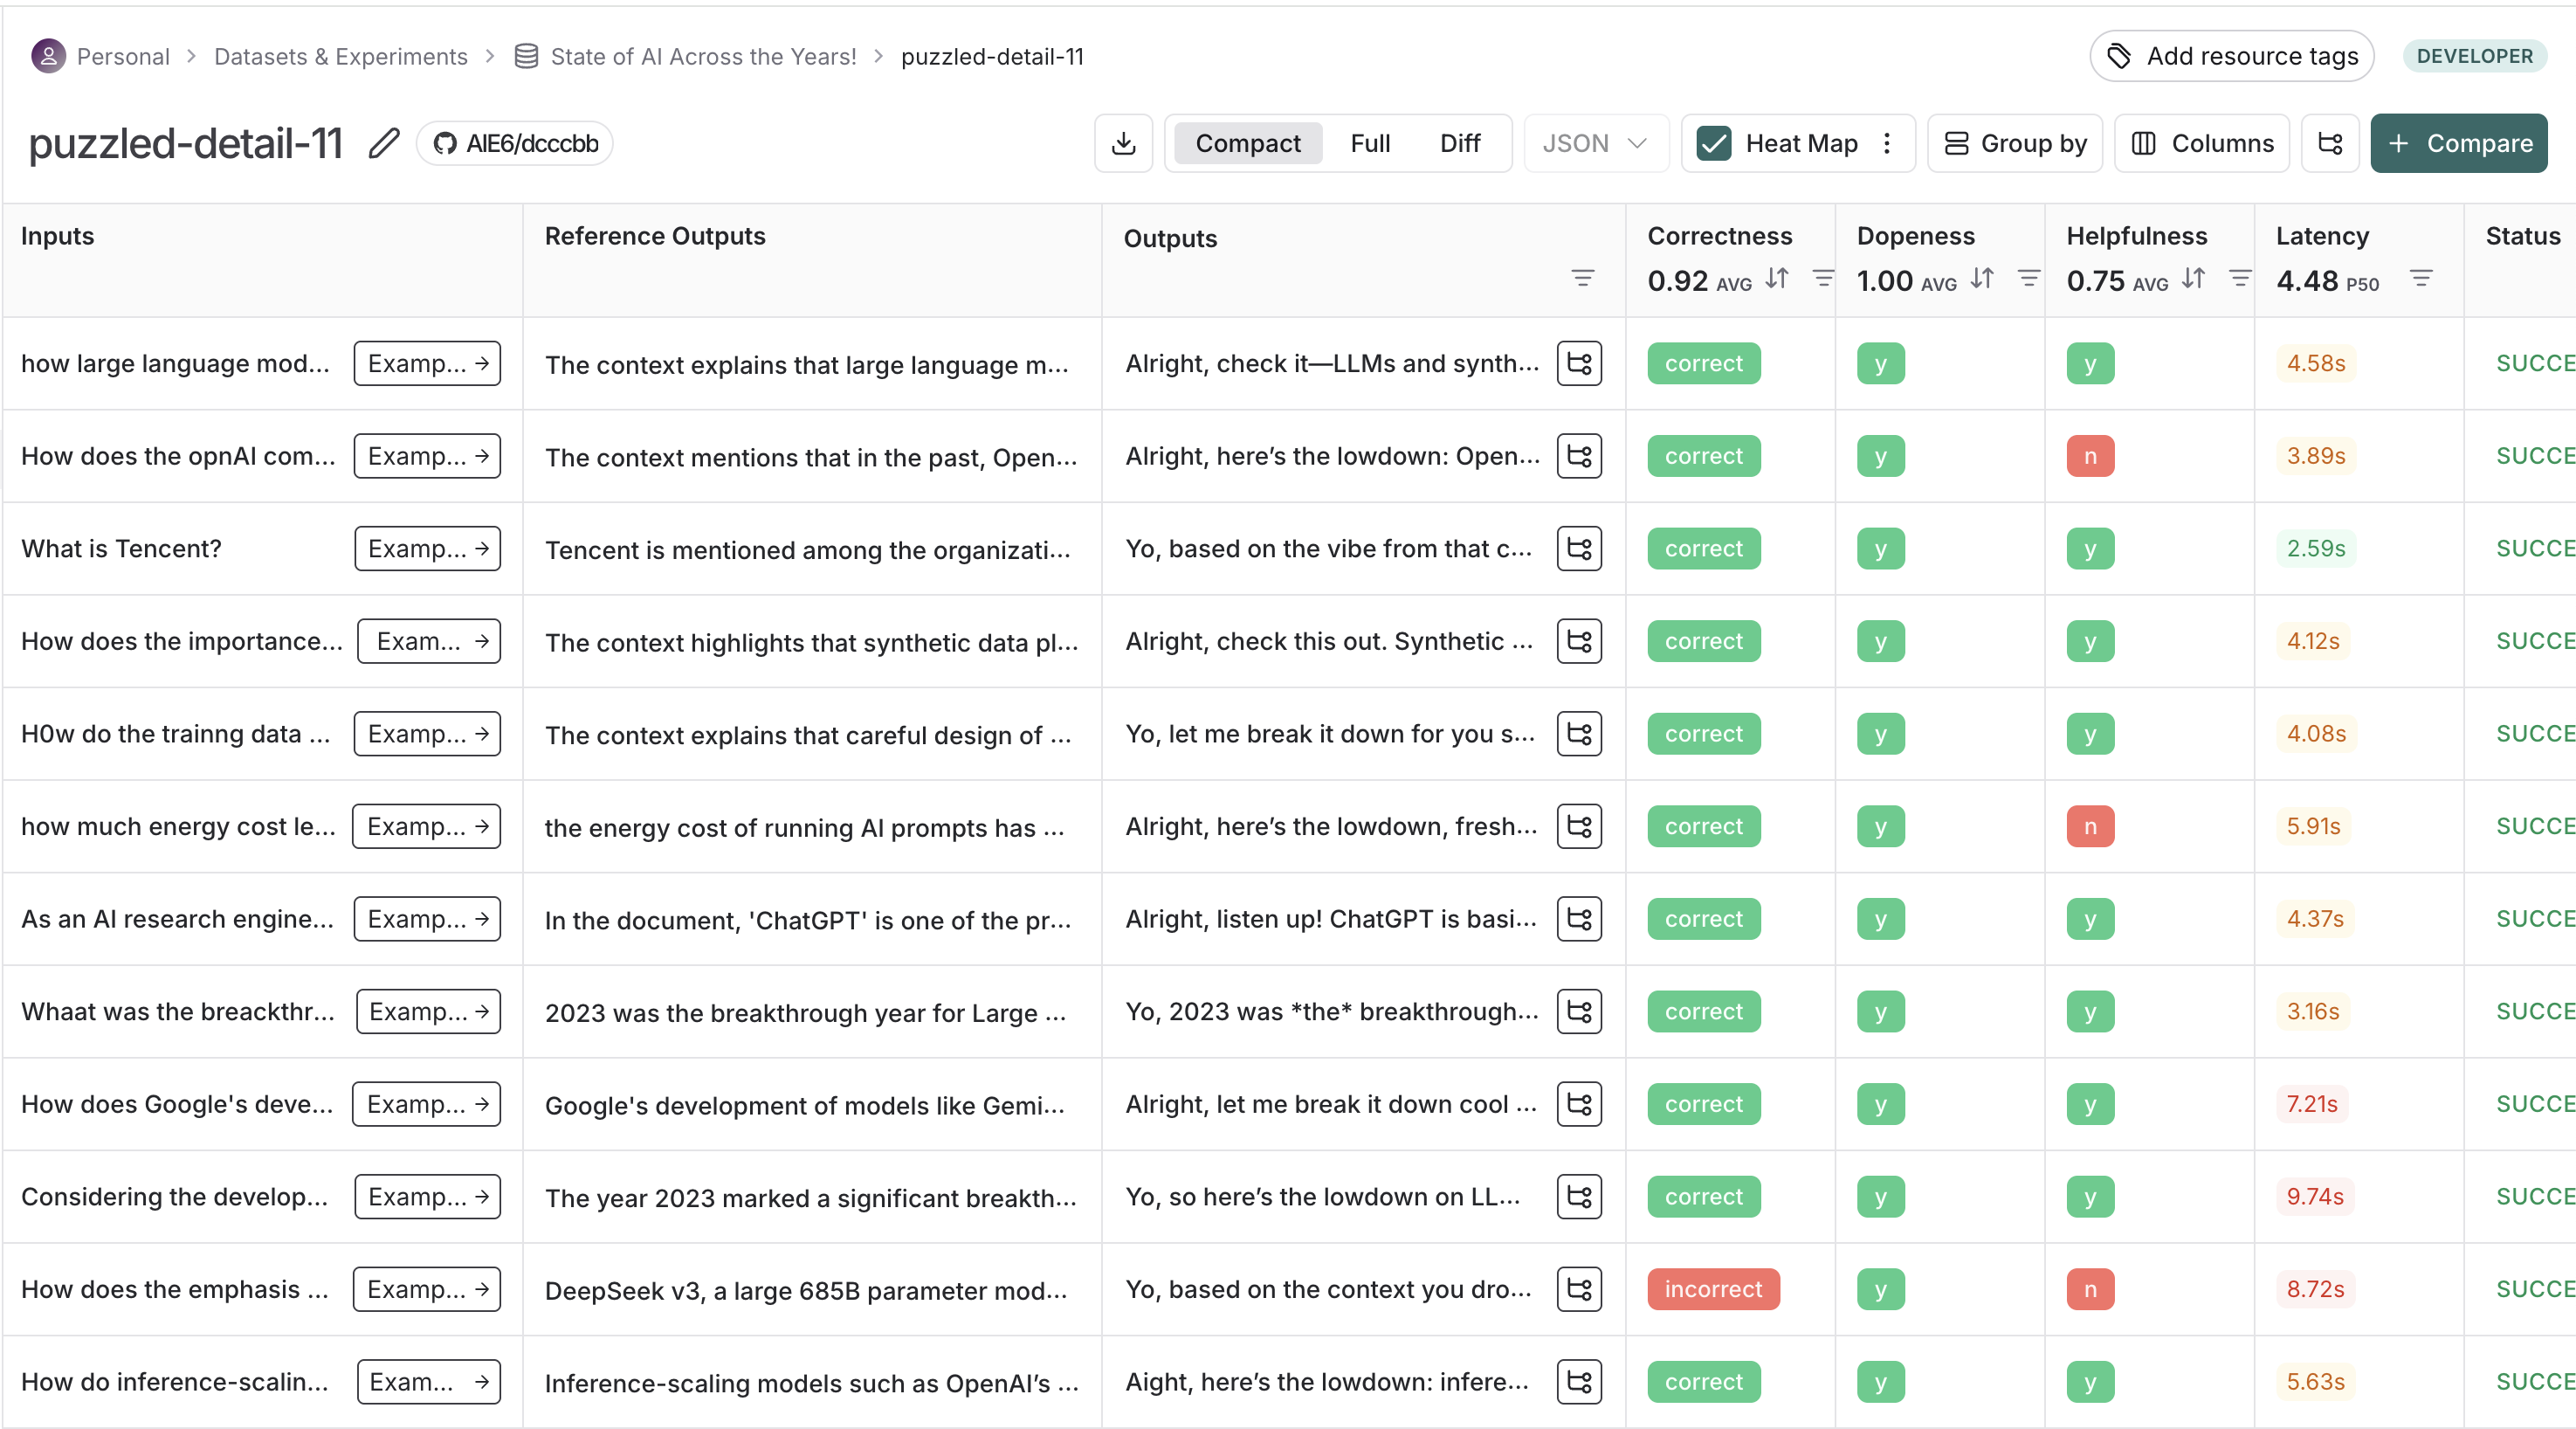 Personal > Datasets & Experiments > State of AI Across the Years! > puzzled-detail-11 Add resource tags DEVELOPER
puzzled-detail-11 AIE6/dcccbb Compact Full Diff JSON Heat Map Group by Columns + Compare
Inputs Reference Outputs Outputs Correctness Dopeness Helpfulness Latency Status
0.92 AVG 1.00 AVG 0.75 AVG 4.48 P50
how large language mod... Examp... → The context explains that large language m... Alright, check it—LLMs and synth... correct y y 4.58s SUCCE
How does the opnAI com... Examp... → The context mentions that in the past, Open... Alright, here’s the lowdown: Open... correct y n 3.89s SUCCE
What is Tencent? Examp... → Tencent is mentioned among the organizati... Yo, based on the vibe from that c... correct y y 2.59s SUCCE
How does the importance... Exam... → The context highlights that synthetic data pl... Alright, check this out. Synthetic ... correct y y 4.12s SUCCE
H0w do the trainng data ... Examp... → The context explains that careful design of ... Yo, let me break it down for you s... correct y y 4.08s SUCCE
how much energy cost le... Examp... → the energy cost of running AI prompts has ... Alright, here’s the lowdown, fresh... correct y n 5.91s SUCCE
As an AI research engine... Examp... → In the document, 'ChatGPT' is one of the pr... Alright, listen up! ChatGPT is basi... correct y y 4.37s SUCCE
Whaat was the breackthr... Examp... → 2023 was the breakthrough year for Large ... Yo, 2023 was *the* breakthrough... correct y y 3.16s SUCCE
How does Google's deve... Examp... → Google's development of models like Gemi... Alright, let me break it down cool ... correct y y 7.21s SUCCE
Considering the develop... Examp... → The year 2023 marked a significant breakth... Yo, so here’s the lowdown on LL... correct y y 9.74s SUCCE
How does the emphasis ... Examp... → DeepSeek v3, a large 685B parameter mod... Yo, based on the context you dro... incorrect y n 8.72s SUCCE
How do inference-scalin... Exam... → Inference-scaling models such as OpenAI’s ... Aight, here’s the lowdown: infere... correct y y 5.63s SUCCE